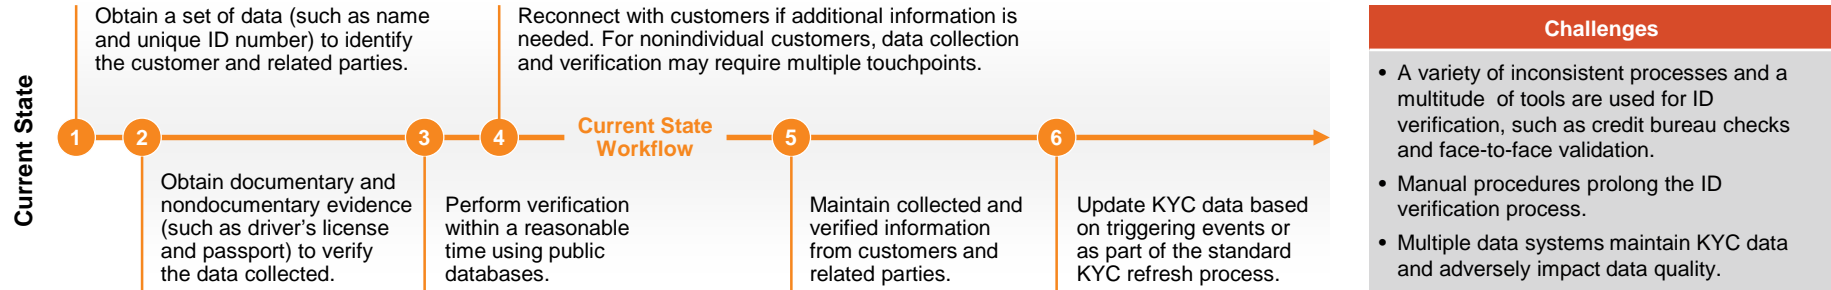 Current State
Obtain a set of data (such as name
and unique ID number) to identify
the customer and related parties.
Reconnect with customers if additional information is
needed. For nonindividual customers, data collection
and verification may require multiple touchpoints.
1
2
3
4
Current State
Workflow
5
6
Obtain documentary and
nondocumentary evidence
(such as driver's license
and passport) to verify
the data collected.
Perform verification
within a reasonable
time using public
databases.
Maintain collected and
verified information
from customers and
related parties.
Update KYC data based
on triggering events or
as part of the standard
KYC refresh process.
Challenges
• A variety of inconsistent processes and a
multitude of tools are used for ID
verification, such as credit bureau checks
and face-to-face validation.
• Manual procedures prolong the ID
verification process.
• Multiple data systems maintain KYC data
and adversely impact data quality.